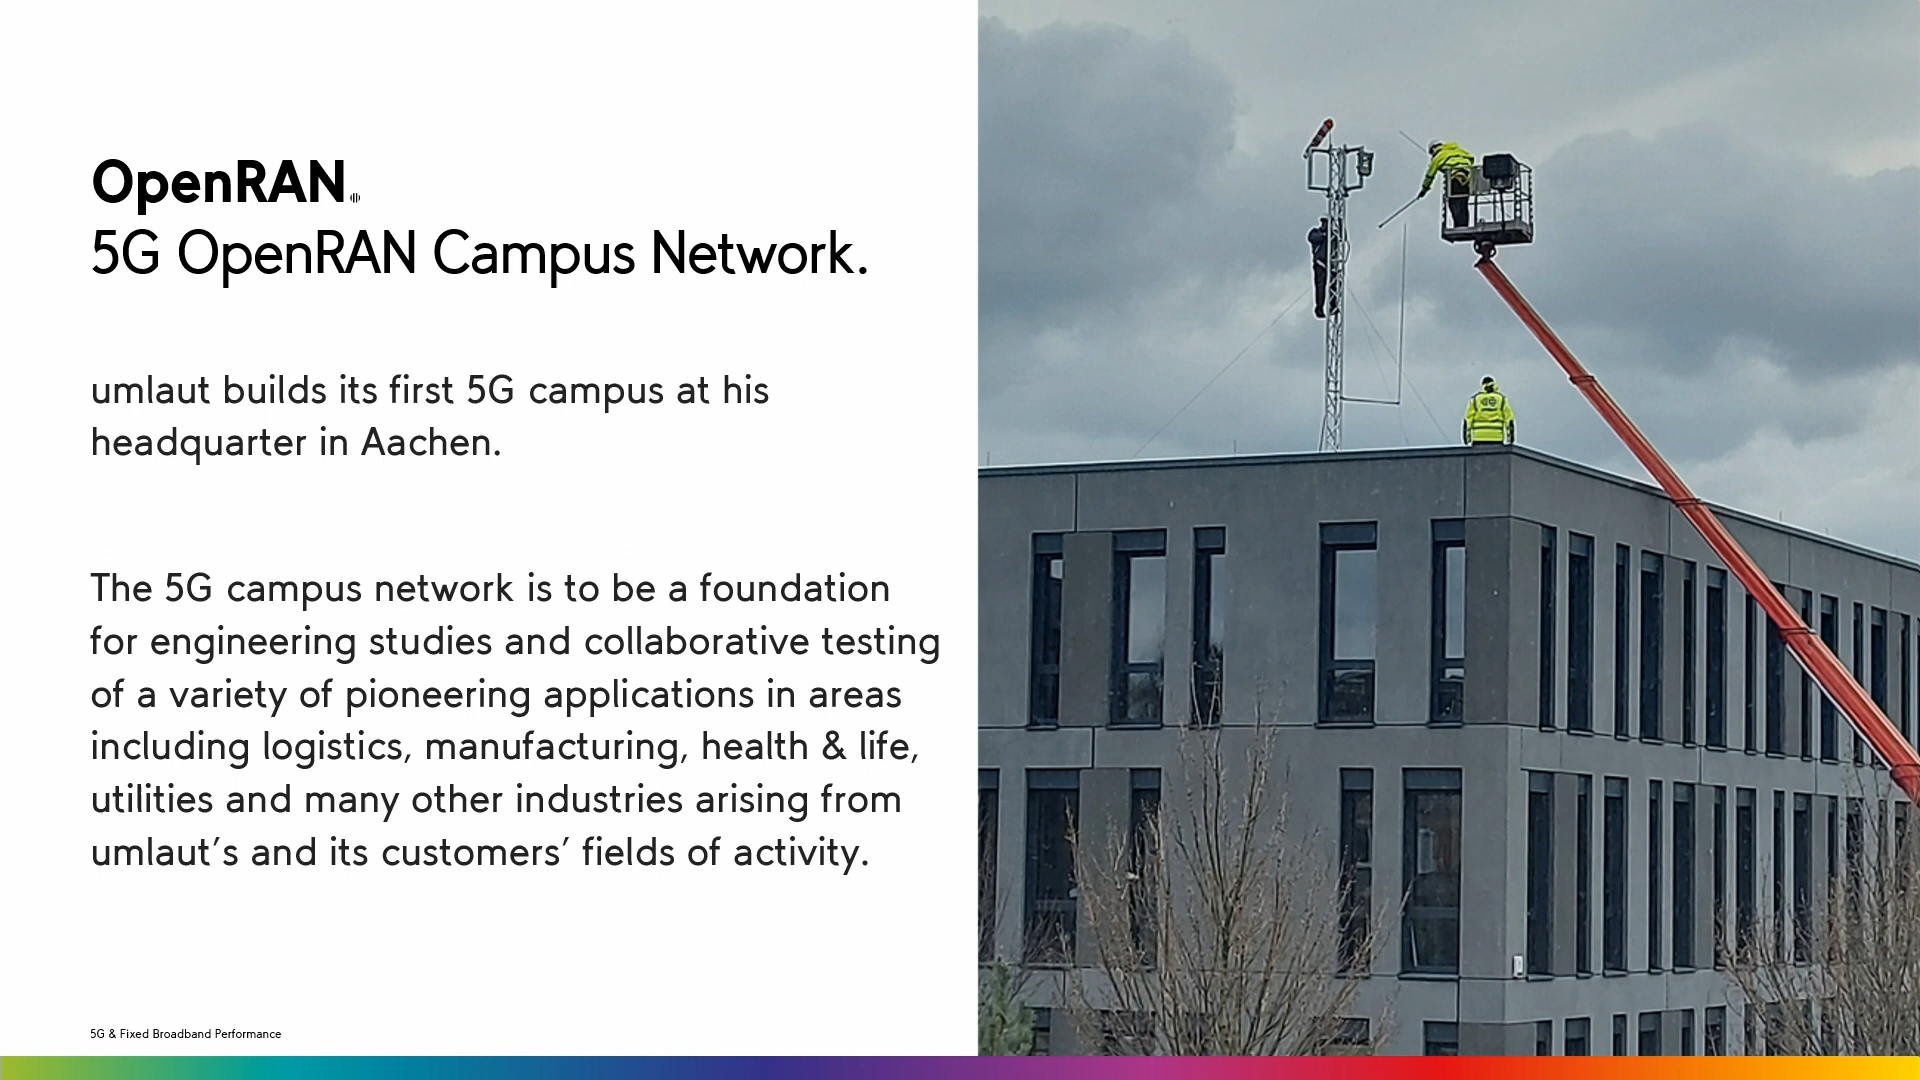 OpenRAN.
5G OpenRAN Campus Network.
umlaut builds its first 5G campus at his
headquarter in Aachen.
The 5G campus network is to be a foundation
for engineering studies and collaborative testing
of a variety of pioneering applications in areas
including logistics, manufacturing, health & life,
utilities and many other industries arising from
umlaut’s and its customers’ fields of activity.
5G & Fixed Broadband Performance